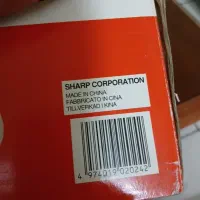 SHARP CORPORATION
MADE IN CHINA
FABBRICATO IN CINA
TILLVERKAD I KINA
4 974019 020242